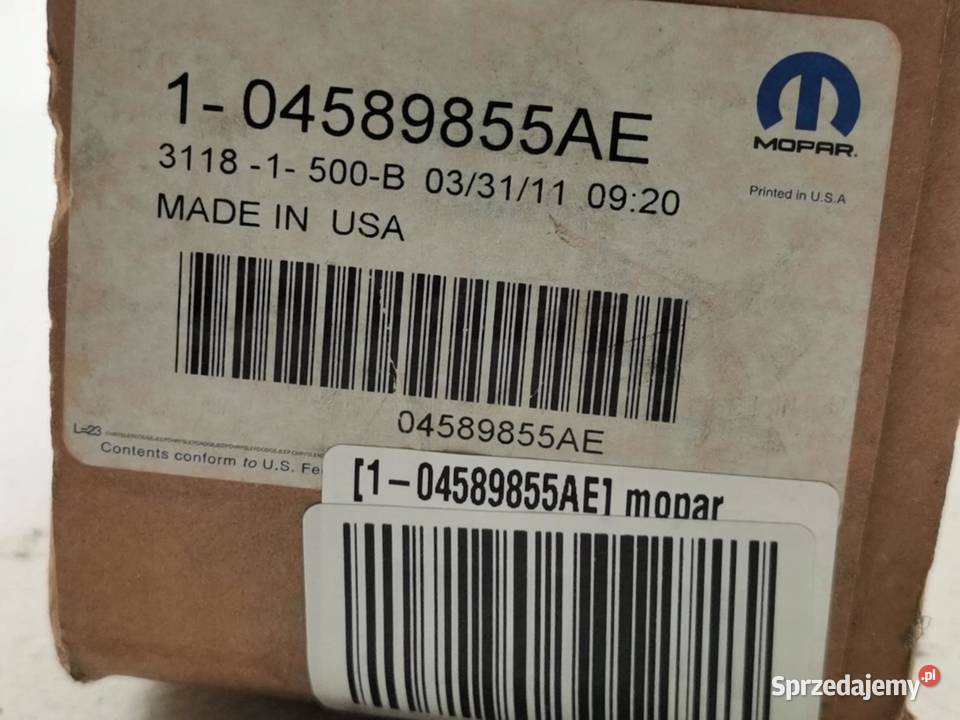 1-04589855AE
3118 -1- 500-B 03/31/11 09:20
MADE IN USA
MOPAR.
Printed in U.S.A
04589855AE
L=23
Contents conform to U.S. Fe
[1-04589855AE] mopar
Sprzedajemy.pl